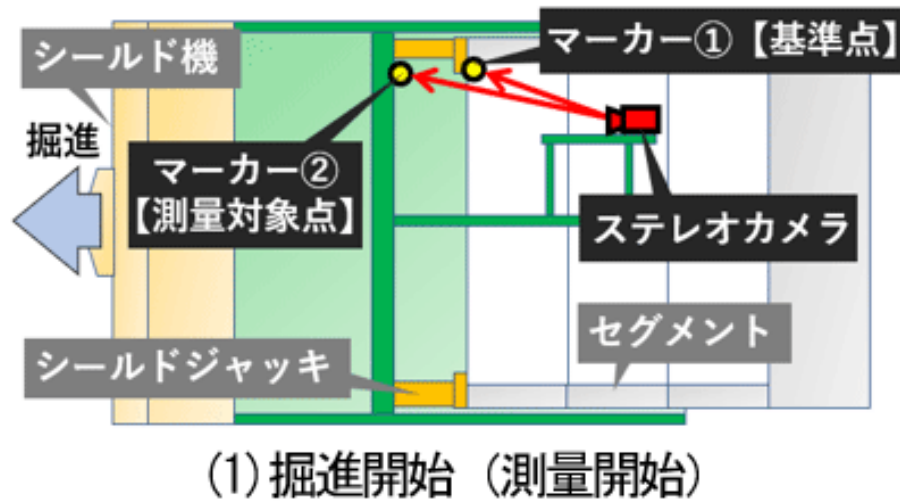 シールド機
マーカー①【基準点】
掘進
マーカー②
【測量対象点】
ステレオカメラ
セグメント
シールドジャッキ
(1)掘進開始（測量開始）